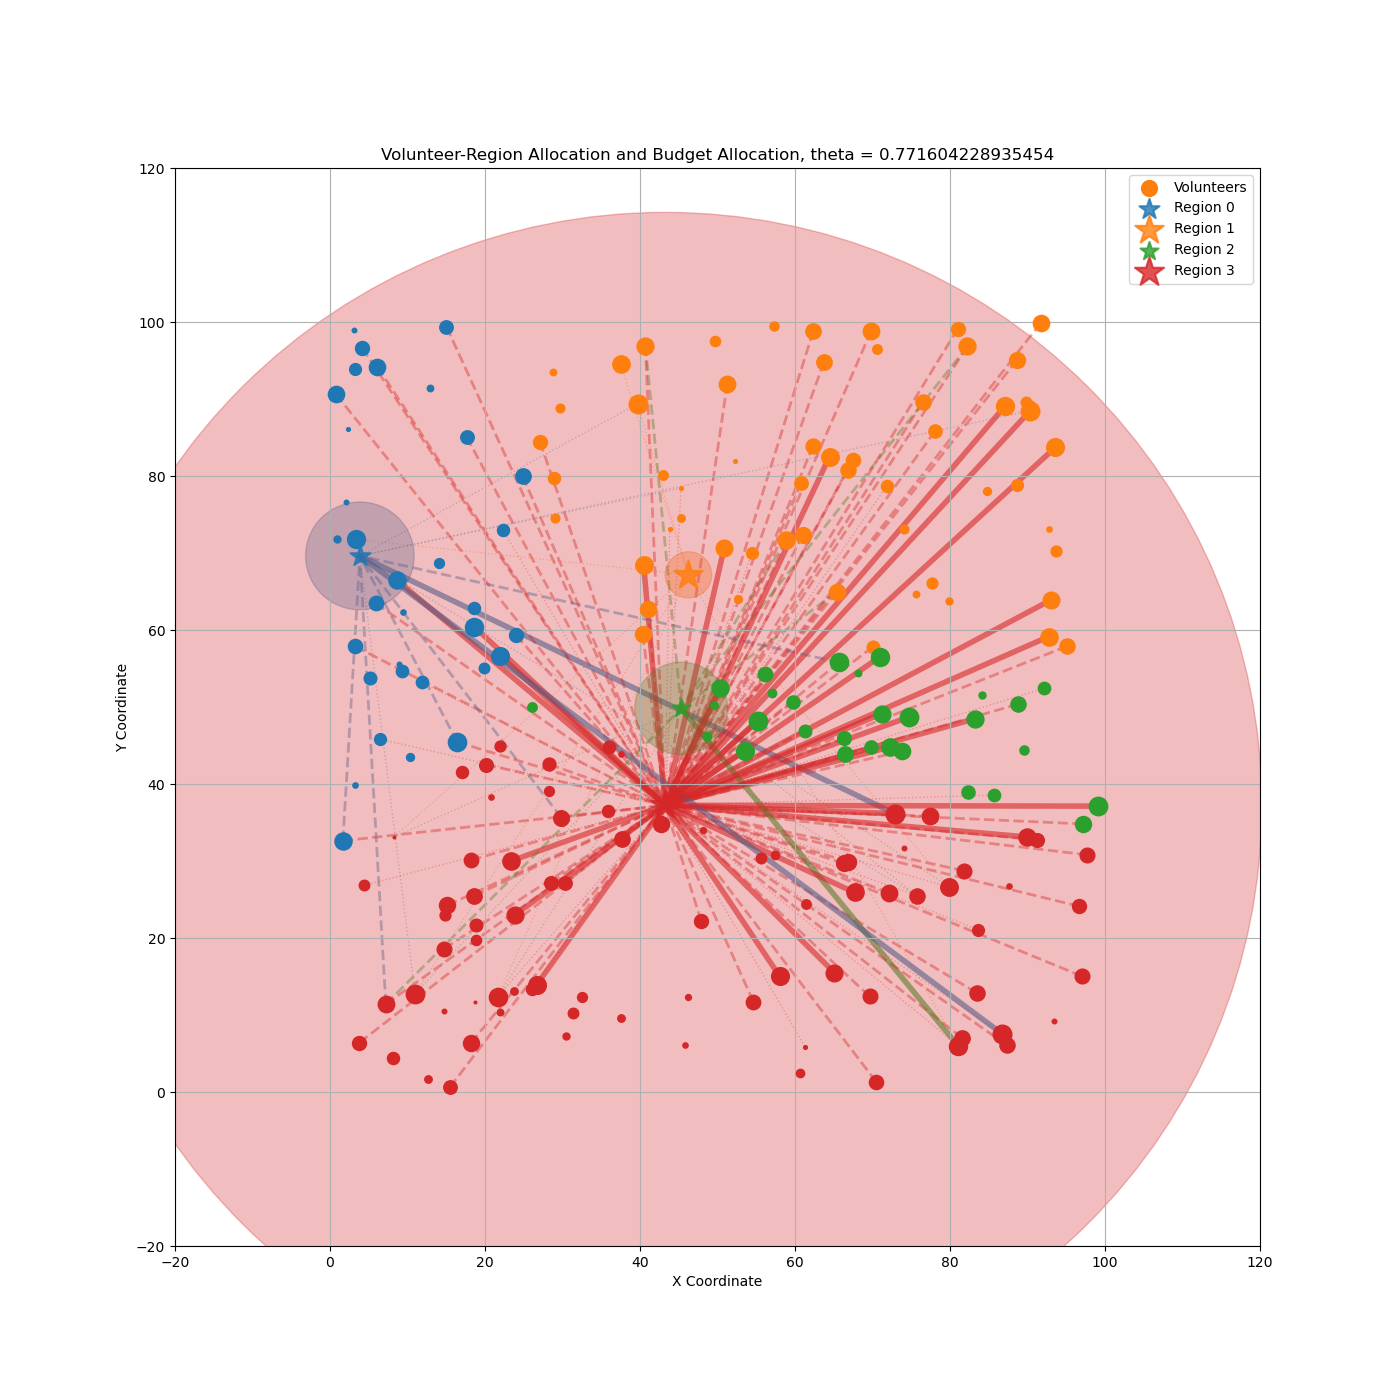 Volunteer-Region Allocation and Budget Allocation, theta = 0.771604228935454
120
100
80
60
40
20
0
−20
Y Coordinate
Volunteers
Region 0
Region 1
Region 2
Region 3
−20 0 20 40 60 80 100 120
X Coordinate